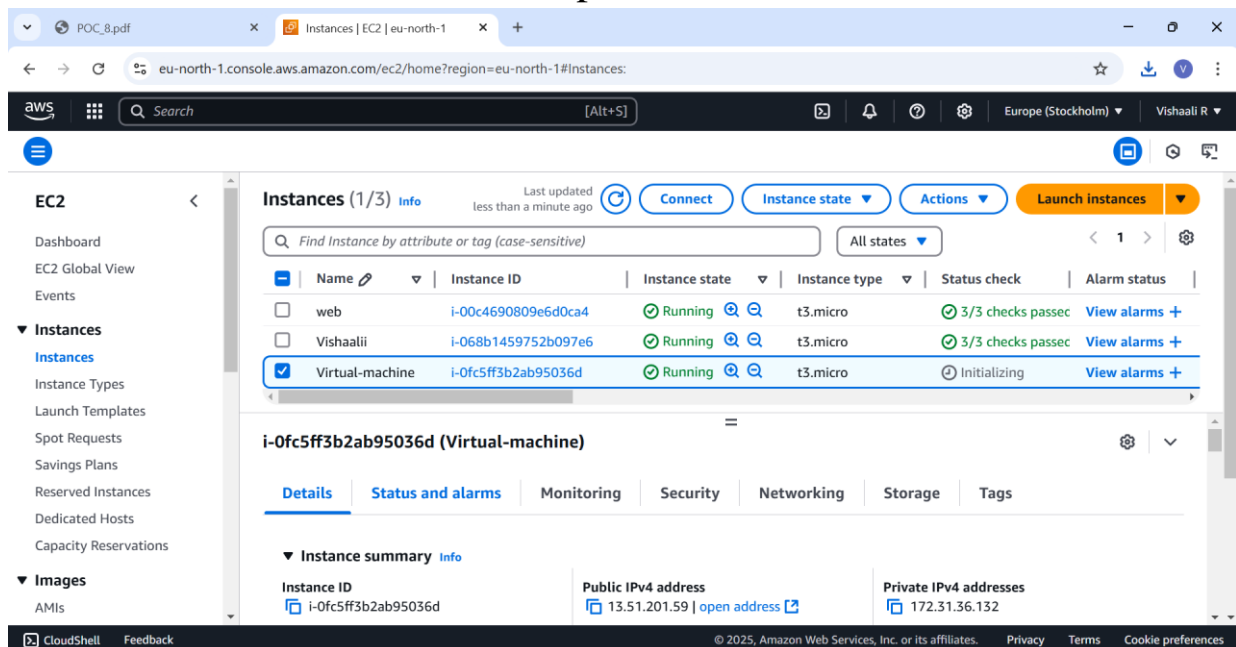 POC_8.pdf
Instances | EC2 | eu-north-1
eu-north-1.console.aws.amazon.com/ec2/home?region=eu-north-1#Instances:
V
aws Search [Alt+S] Europe (Stockholm) Vishaali R
EC2
Dashboard
EC2 Global View
Events
Instances
Instances
Instance Types
Launch Templates
Spot Requests
Savings Plans
Reserved Instances
Dedicated Hosts
Capacity Reservations
Images
AMIs
Instances (1/3) Info
Last updated
less than a minute ago
Connect Instance state Actions Launch instances
Find Instance by attribute or tag (case-sensitive) All states 1
Name Instance ID Instance state Instance type Status check Alarm status
web i-00c4690809e6d0ca4 Running t3.micro 3/3 checks passec View alarms +
Vishaalii i-068b1459752b097e6 Running t3.micro 3/3 checks passec View alarms +
Virtual-machine i-0fc5ff3b2ab95036d Running t3.micro Initializing View alarms +
i-0fc5ff3b2ab95036d (Virtual-machine)
Details Status and alarms Monitoring Security Networking Storage Tags
Instance summary Info
Instance ID Public IPv4 address Private IPv4 addresses
i-0fc5ff3b2ab95036d 13.51.201.59 | open address 172.31.36.132
CloudShell Feedback © 2025, Amazon Web Services, Inc. or its affiliates. Privacy Terms Cookie preferences